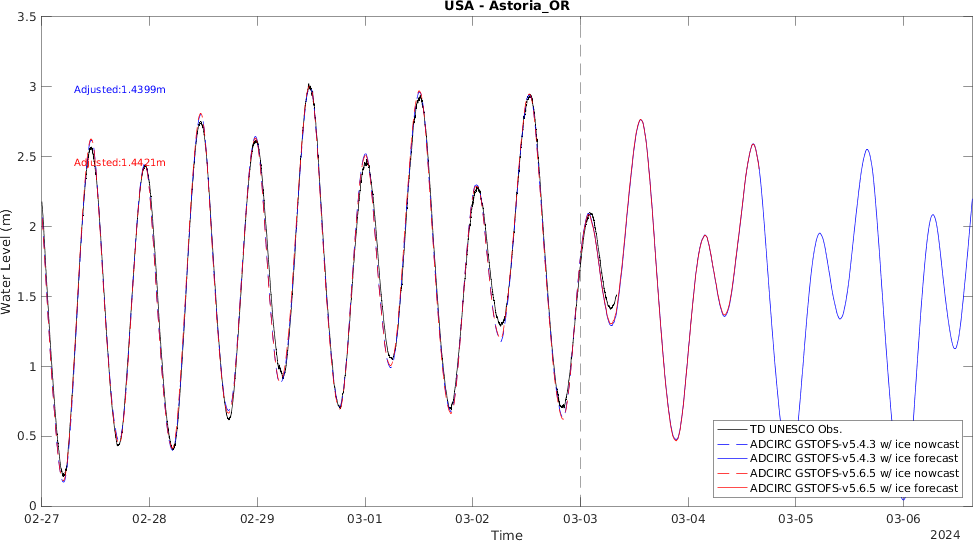 USA - Astoria_OR
3.5
3
2.5
2
1.5
1
0.5
0
Water Level (m)
Adjusted:1.4399m
Adjusted:1.4421m
TD UNESCO Obs.
ADCIRC GSTOFS-v5.4.3 w/ ice nowcast
ADCIRC GSTOFS-v5.4.3 w/ ice forecast
ADCIRC GSTOFS-v5.6.5 w/ ice nowcast
ADCIRC GSTOFS-v5.6.5 w/ ice forecast
02-27 02-28 02-29 03-01 03-02 03-03 03-04 03-05 03-06
Time
2024